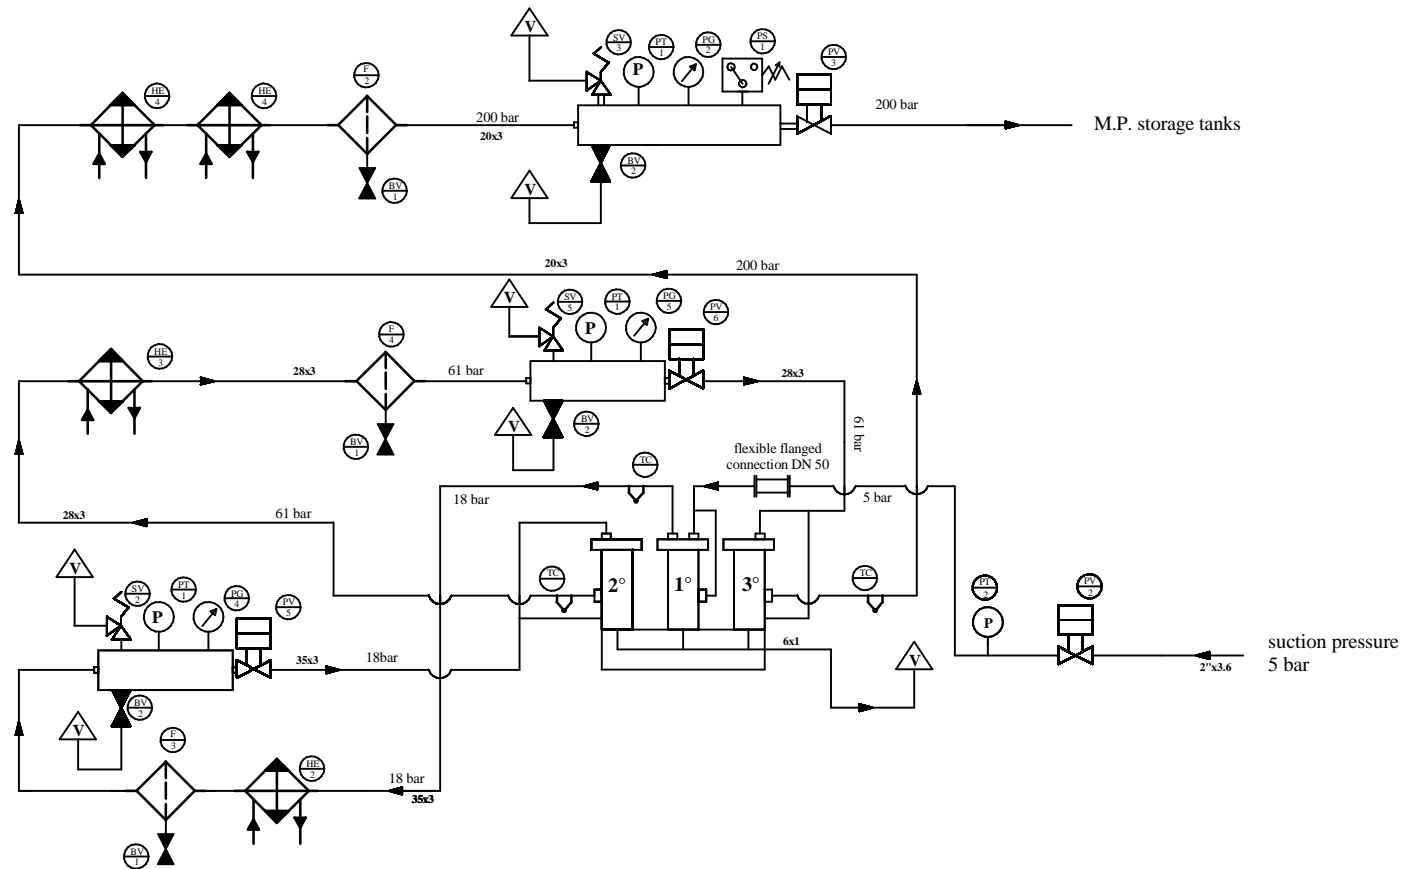 V
SV
3
PT
1
PG
2
PS
1
PV
3
HE
4
HE
4
F
2
P
200 bar
20x3
200 bar
M.P. storage tanks
BV
1
BV
2
V
20x3
200 bar
V
SV
5
PT
1
PG
5
PV
6
HE
3
F
4
P
28x3
61 bar
28x3
BV
1
V
BV
2
61 bar
flexible flanged
connection DN 50
TC
18 bar
5 bar
28x3
61 bar
V
SV
2
PT
1
PG
4
PV
5
P
TC
2°
1°
3°
TC
PT
2
PV
2
P
6x1
V
suction pressure
5 bar
2"x3.6
35x3
18bar
BV
2
V
F
3
HE
2
18 bar
35x3
BV
1